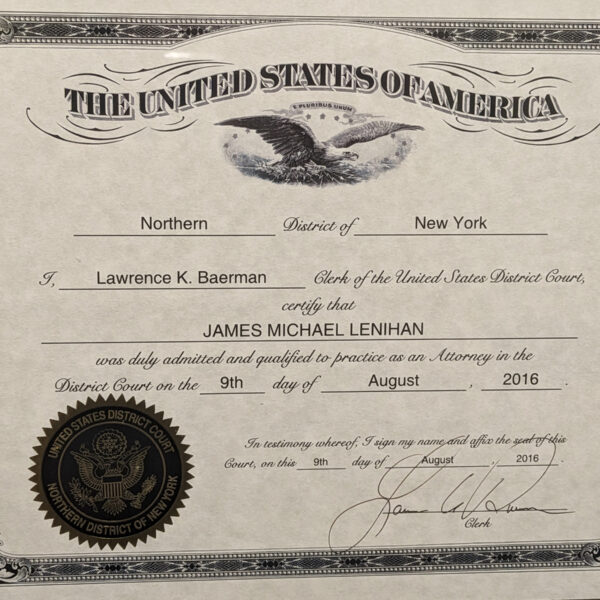 E PLURIBUS UNUM
THE UNITED STATES OF AMERICA
Northern District of New York
I, Lawrence K. Baerman Clerk of the United States District Court,
certify that
JAMES MICHAEL LENIHAN
was duly admitted and qualified to practice as an Attorney in the
District Court on the 9th day of August, 2016.
In testimony whereof, I sign my name and affix the seal of this
Court, on this 9th day of August, 2016.
Clerk
UNITED STATES DISTRICT COURT
NORTHERN DISTRICT OF NEW YORK